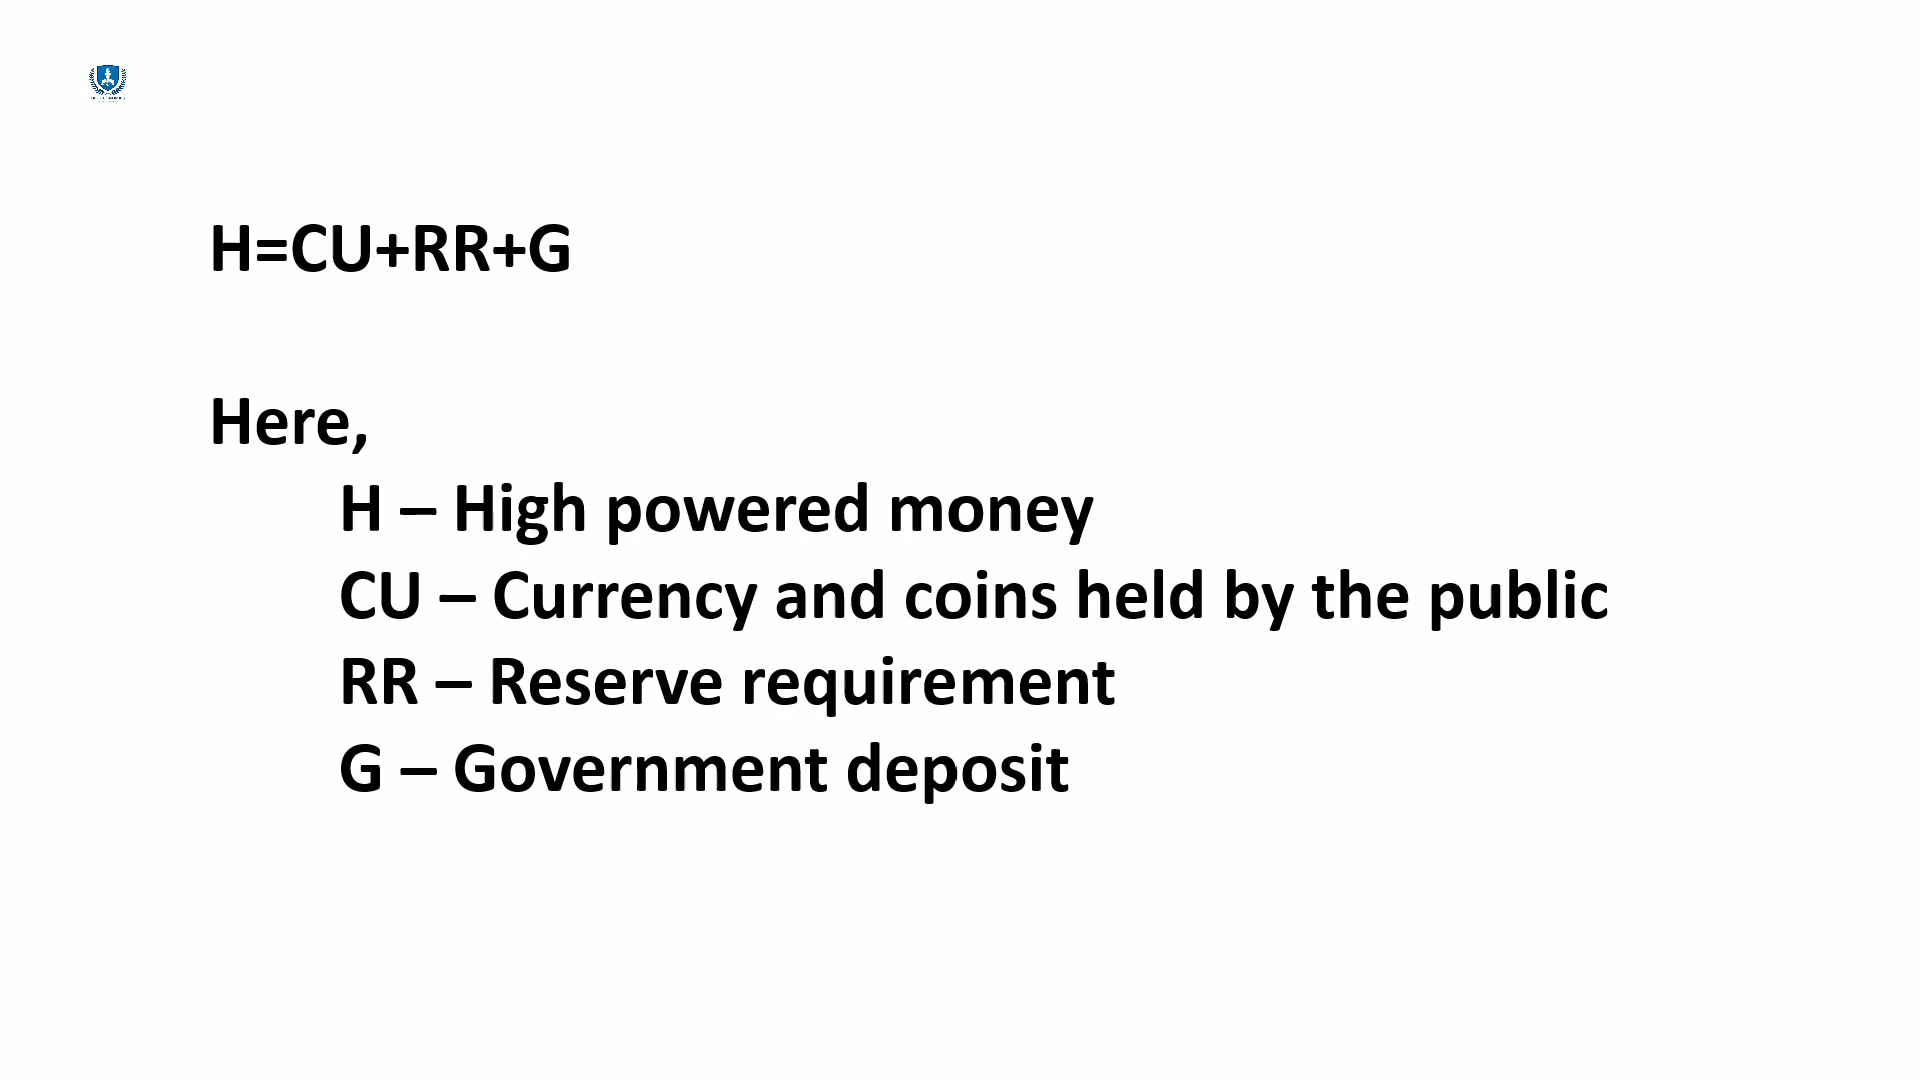 H=CU+RR+G
Here,
H – High powered money
CU – Currency and coins held by the public
RR – Reserve requirement
G – Government deposit